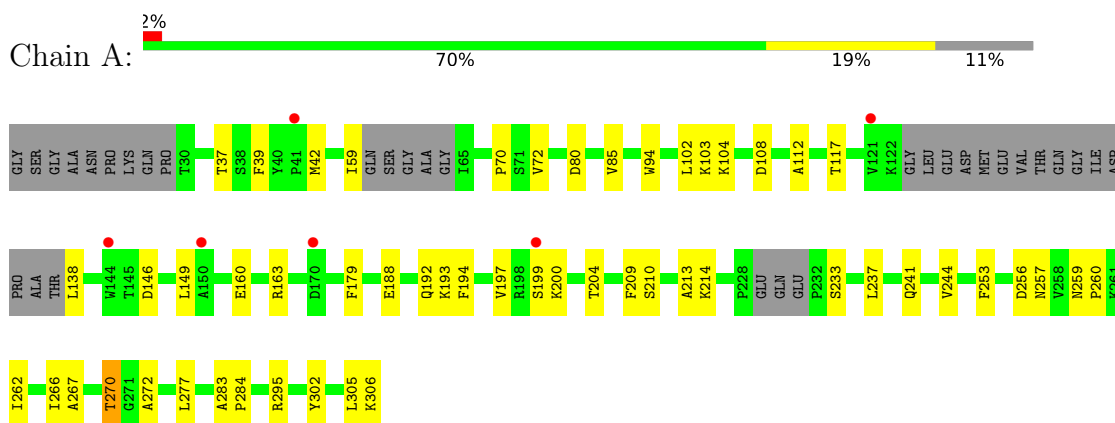 2%
Chain A:
70% 19% 11%
GLY SER GLY ALA ASN PRO LYS GLN PRO T30 T37 S38 F39 Y40 P41 M42 I59 GLN SER GLY ALA GLY I65 P70 S71 V72 D80 V85 W94 L102 K103 K104 D108 A112 T117 V121 K122 GLY LEU GLU ASP MET GLU VAL THR GLN GLY ILE ASP
PRO ALA THR L138 W144 T145 D146 L149 A150 E160 R163 D170 F179 E188 Q192 K193 F194 V197 R198 S199 K200 T204 F209 S210 A213 K214 P228 GLU GLN GLU P232 S233 L237 Q241 V244 F253 D256 N257 V258 N259 P260 K261
I262 I266 A267 T270 G271 A272 L277 A283 P284 R295 Y302 L305 K306